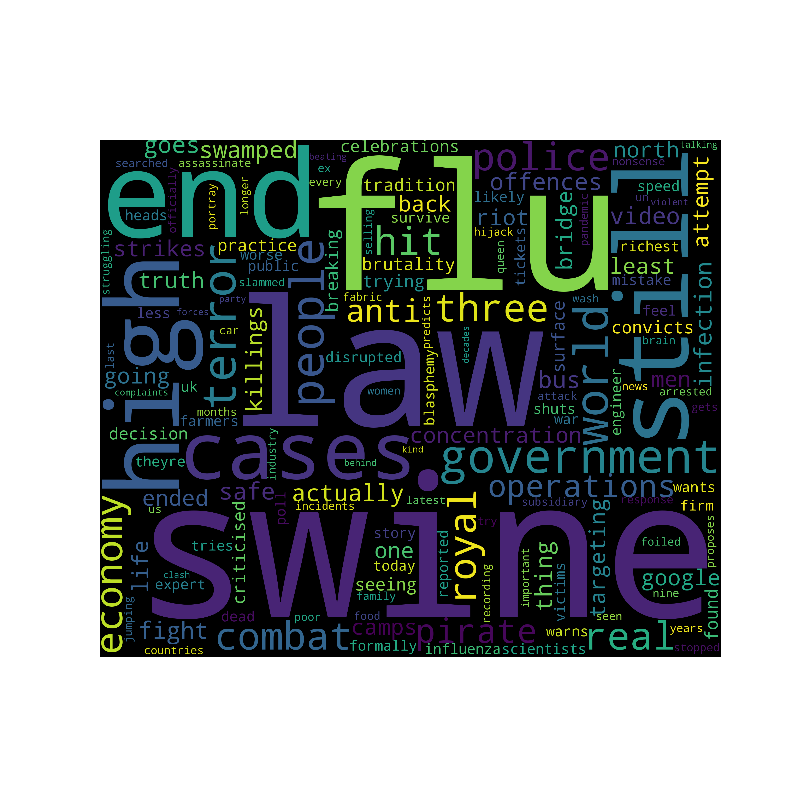 goes
swamped
celebrations
north
talking
searched
assassinate
beating
ex
every
police
nonsense
un
violent
officially
heads
portray
longer
end
flu
tradition
back
survive
likely
offences
riot
speed
video
attempt
still
high
struggling
strikes
practice
worse
public
slammed
truth
terror
people
breaking
hit
brutality
trying
selling
hijack
queen
tickets
bridge
pandemic
least
richest
mistake
infection
less
party
forces
car
killings
fabric
anti
three
predicts
blasphemy
wash
surface
world
feel
convicts
brain
men
arrested
last
complaints
going
uk
months
farmers
law
disrupted
women
decades
bus
attack
shuts
war
engineer
news
gets
decision
theyre
cases
industry
behind
kind
concentration
government
economy
ended
us
safe
poll
actually
incidents
latest
operations
subsidiary
response
wants
firm
life
tries
criticised
swine
story
one
today
seeing
reported
royal
try
thing
important
recording
victims
targeting
foiled
google
nine
proposes
founder
clash
expert
jumping
dead
poor
food
family
seen
years
fight
combat
camps
pirate
real
countries
formally
influenza
scientists
stopped